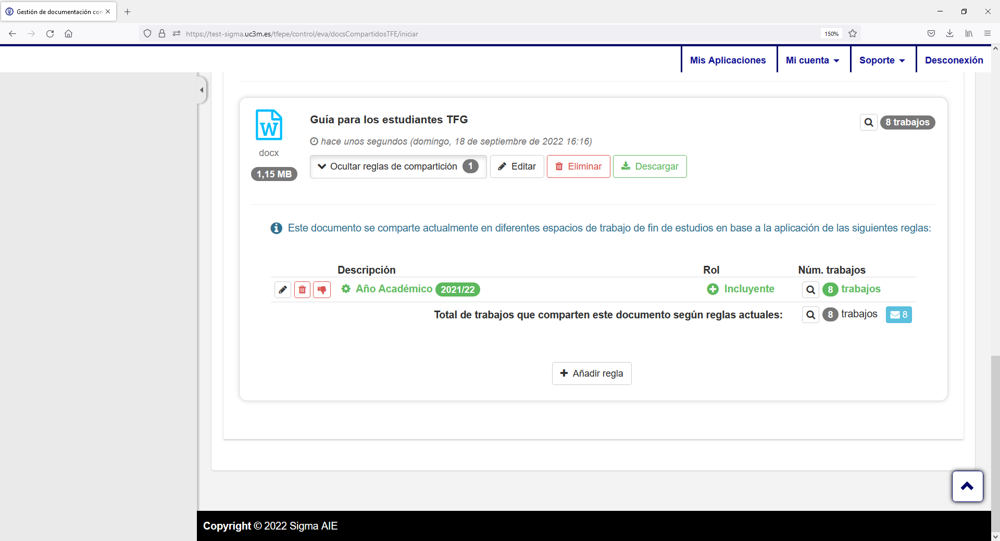 Gestión de documentación con
https://test-sigma.uc3m.es/tfepe/control/eva/docsCompartidosTFE/iniciar
150%
Mis Aplicaciones
Mi cuenta
Soporte
Desconexión
W
docx
1,15 MB
Guía para los estudiantes TFG
8 trabajos
hace unos segundos (domingo, 18 de septiembre de 2022 16:16)
Ocultar reglas de compartición 1
Editar
Eliminar
Descargar
Este documento se comparte actualmente en diferentes espacios de trabajo de fin de estudios en base a la aplicación de las siguientes reglas:
Descripción Rol Núm. trabajos
Año Académico 2021/22 Incluyente 8 trabajos
Total de trabajos que comparten este documento según reglas actuales: 8 trabajos 8
Añadir regla
Copyright © 2022 Sigma AIE